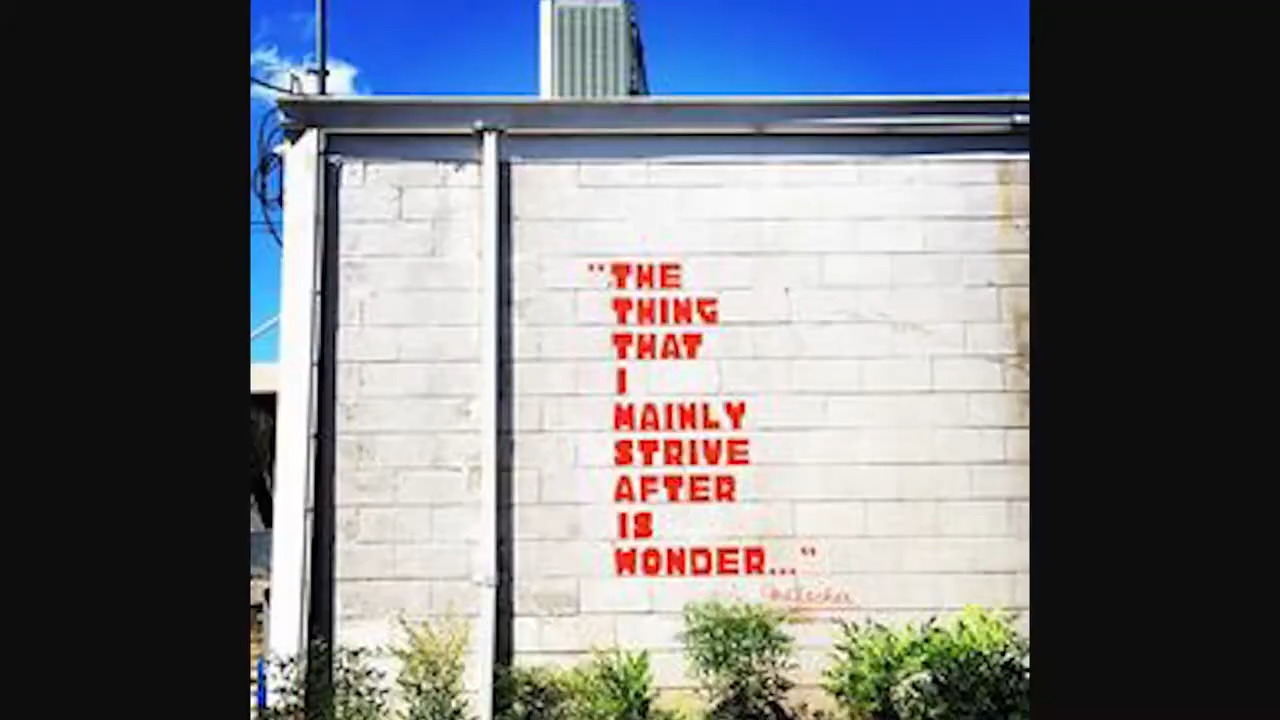 "THE
THING
THAT
I
MAINLY
STRIVE
AFTER
IS
WONDER..."